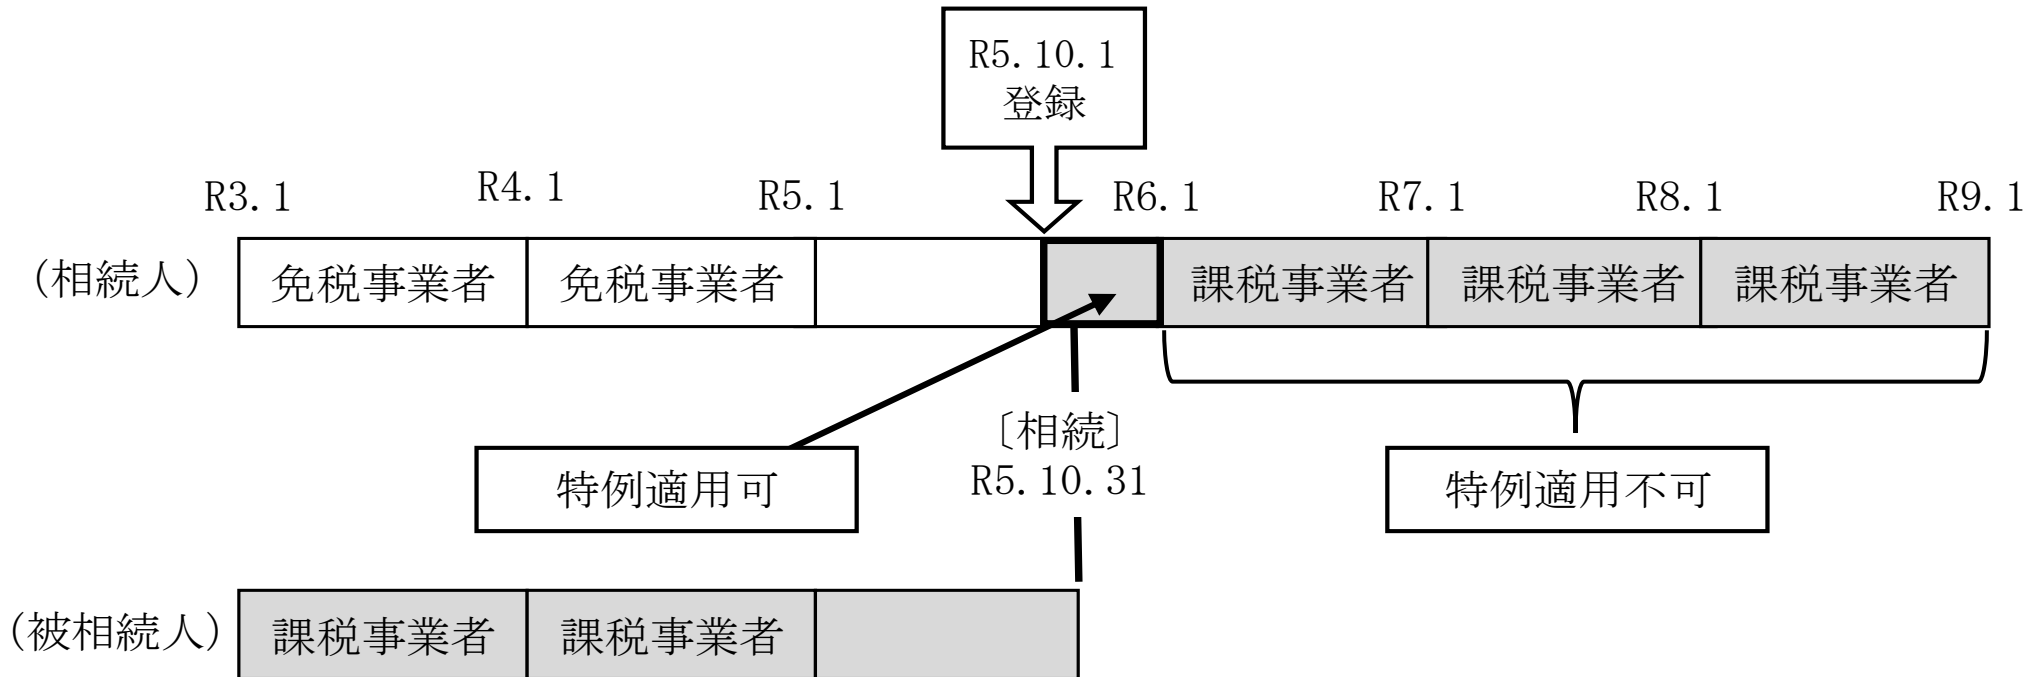 R5.10.1
登録
R3.1
R4.1
R5.1
R6.1
R7.1
R8.1
R9.1
(相続人)
免税事業者
免税事業者
課税事業者
課税事業者
課税事業者
〔相続〕
R5.10.31
特例適用可
特例適用不可
(被相続人)
課税事業者
課税事業者